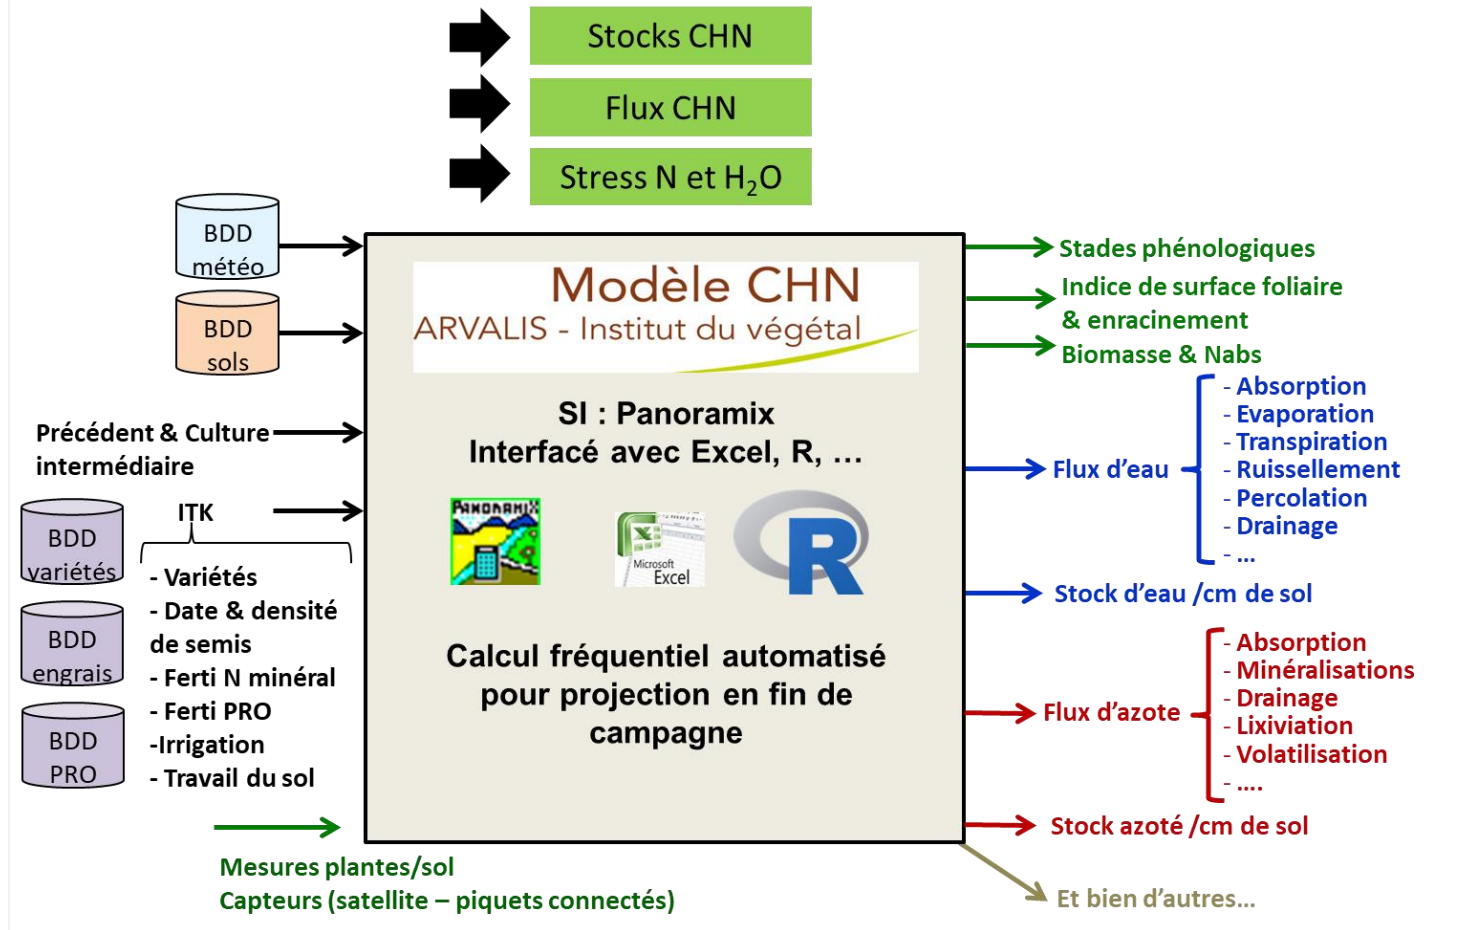 Stocks CHN
Flux CHN
Stress N et H₂O
BDD
météo
BDD
sols
Précédent & Culture
intermédiaire
ITK
BDD
variétés
BDD
engrais
BDD
PRO
- Variétés
- Date & densité
de semis
- Ferti N minéral
- Ferti PRO
-Irrigation
- Travail du sol
Mesures plantes/sol
Capteurs (satellite – piquets connectés)
Modèle CHN
ARVALIS - Institut du végétal
SI : Panoramix
Interfacé avec Excel, R, ...
PANORAMIX
Microsoft
Excel
R
Calcul fréquentiel automatisé
pour projection en fin de
campagne
Stades phénologiques
Indice de surface foliaire
& enracinement
Biomasse & Nabs
Flux d’eau
- Absorption
- Evaporation
- Transpiration
- Ruissellement
- Percolation
- Drainage
- ...
Stock d’eau /cm de sol
Flux d’azote
- Absorption
- Minéralisations
- Drainage
- Lixiviation
- Volatilisation
- ....
Stock azoté /cm de sol
Et bien d’autres...